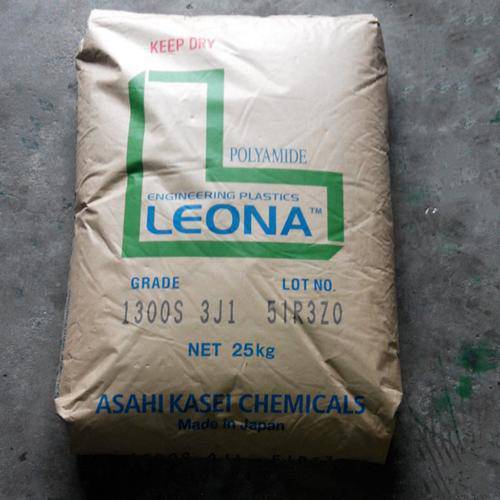 KEEP DRY
POLYAMIDE
ENGINEERING PLASTICS
LEONA™
GRADE LOT NO.
1300S 3J1 51R3Z0
NET 25kg
ASAHI KASEI CHEMICALS
Made in Japan